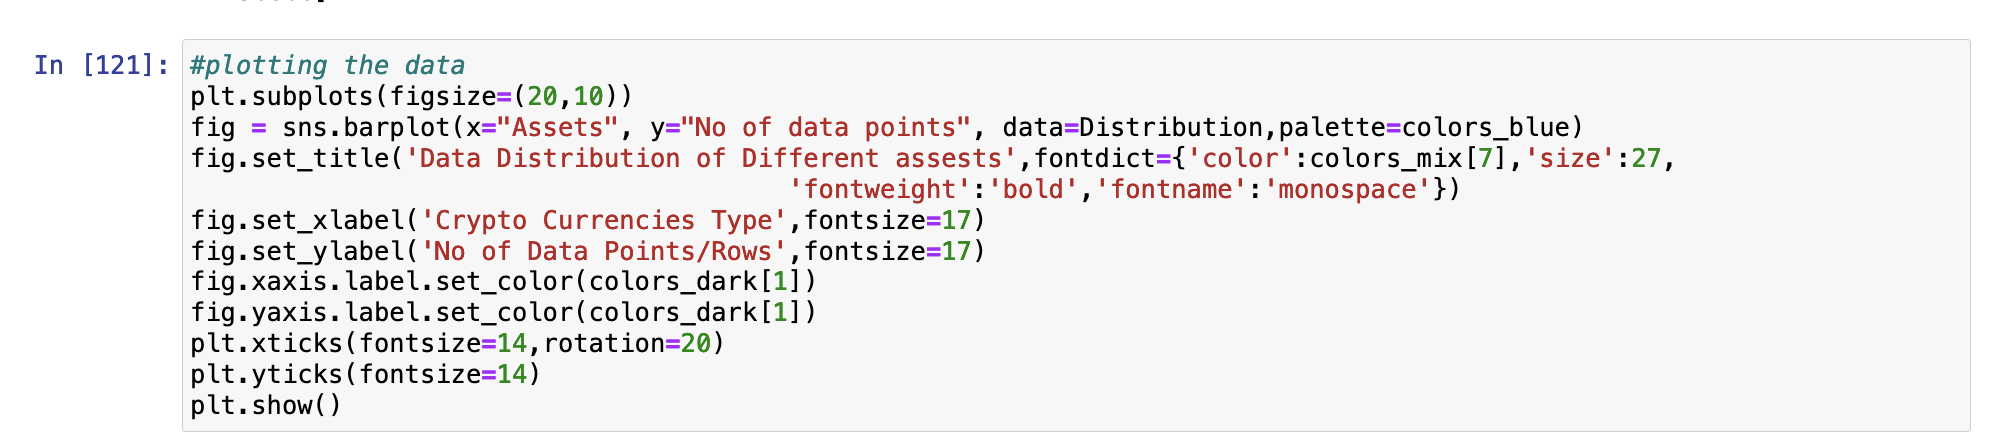 In [121]: #plotting the data
plt.subplots(figsize=(20,10))
fig = sns.barplot(x="Assets", y="No of data points", data=Distribution,palette=colors_blue)
fig.set_title('Data Distribution of Different assests',fontdict={'color':colors_mix[7],'size':27,
'fontweight':'bold','fontname':'monospace'})
fig.set_xlabel('Crypto Currencies Type',fontsize=17)
fig.set_ylabel('No of Data Points/Rows',fontsize=17)
fig.xaxis.label.set_color(colors_dark[1])
fig.yaxis.label.set_color(colors_dark[1])
plt.xticks(fontsize=14,rotation=20)
plt.yticks(fontsize=14)
plt.show()